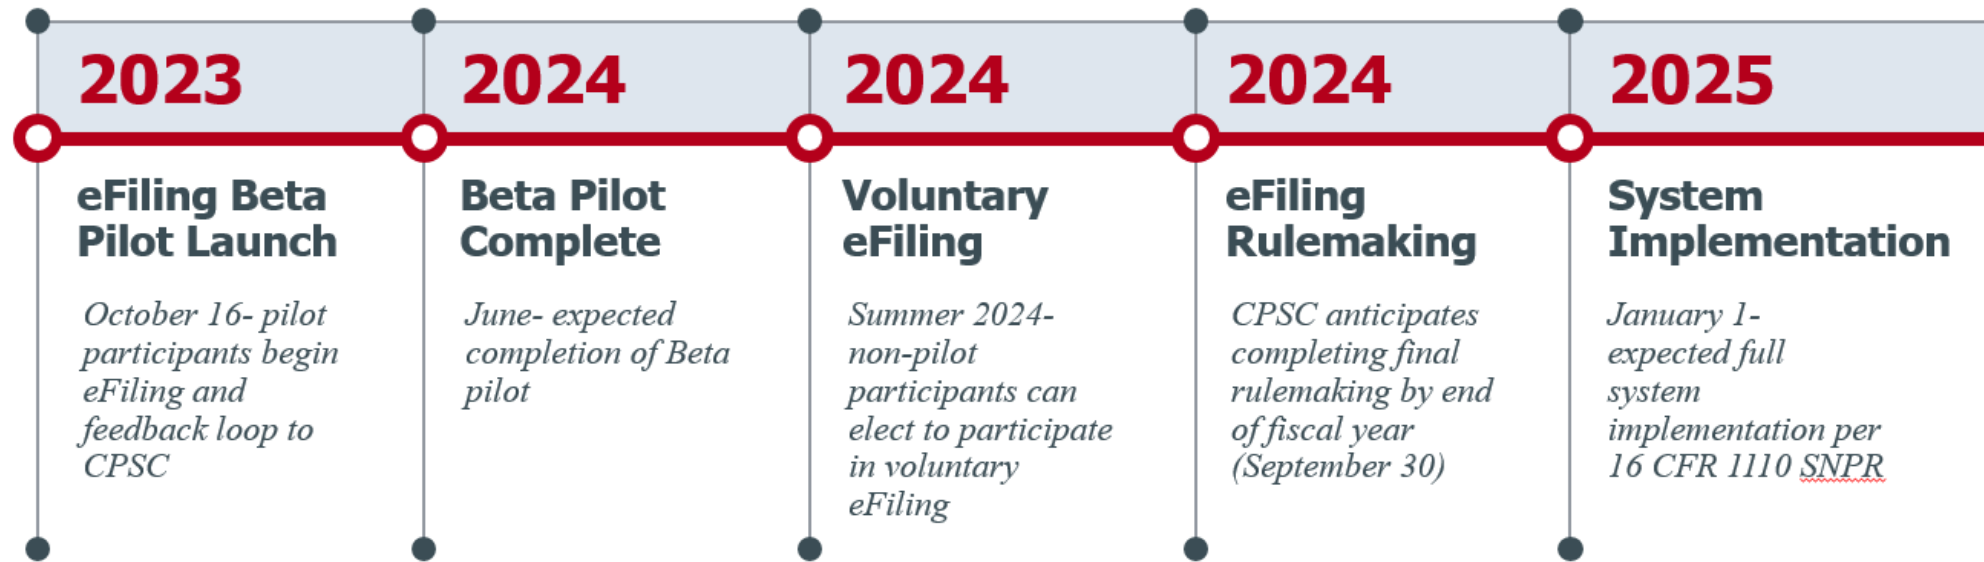 2023
eFiling Beta
Pilot Launch
October 16- pilot
participants begin
eFiling and
feedback loop to
CPSC
2024
Beta Pilot
Complete
June- expected
completion of Beta
pilot
2024
Voluntary
eFiling
Summer 2024-
non-pilot
participants can
elect to participate
in voluntary
eFiling
2024
eFiling
Rulemaking
CPSC anticipates
completing final
rulemaking by end
of fiscal year
(September 30)
2025
System
Implementation
January 1-
expected full
system
implementation per
16 CFR 1110 SNPR